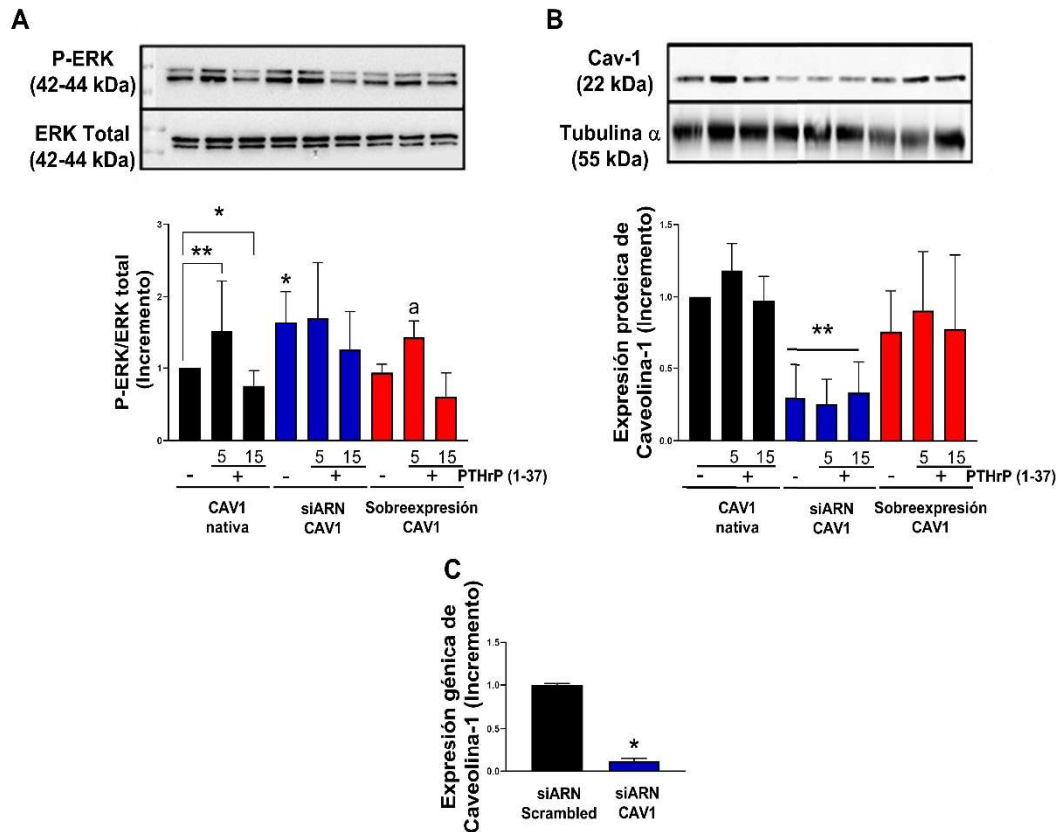 A
P-ERK
(42-44 kDa)
ERK Total
(42-44 kDa)
P-ERK/ERK total
(Incremento)
3
2
1
0
*
**
*
a
- 5 15 - 5 15 - 5 15
+ + + PTHrP (1-37)
CAV1
nativa
siARN
CAV1
Sobreexpresión
CAV1
B
Cav-1
(22 kDa)
Tubulina α
(55 kDa)
Expresión proteica de
Caveolina-1 (Incremento)
1.5
1.0
0.5
0.0
**
- 5 15 - 5 15 - 5 15
+ + + PTHrP (1-37)
CAV1
nativa
siARN
CAV1
Sobreexpresión
CAV1
C
Expresión génica de
Caveolina-1 (Incremento)
1.5
1.0
0.5
0.0
*
siARN
Scrambled
siARN
CAV1